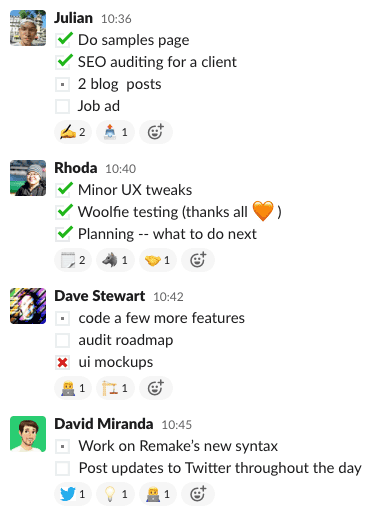 Julian 10:36
Do samples page
SEO auditing for a client
2 blog posts
Job ad
2 1
Rhoda 10:40
Minor UX tweaks
Woolfie testing (thanks all 🧡 )
Planning -- what to do next
2 1 1
Dave Stewart 10:42
code a few more features
audit roadmap
ui mockups
1 1
David Miranda 10:45
Work on Remake's new syntax
Post updates to Twitter throughout the day
1 1 1